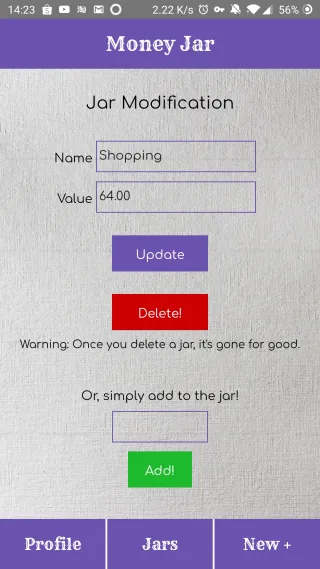 14:23 2.22 K/s 56%
Money Jar
Jar Modification
Name Shopping
Value 64.00
Update
Delete!
Warning: Once you delete a jar, it's gone for good.
Or, simply add to the jar!
Add!
Profile Jars New +